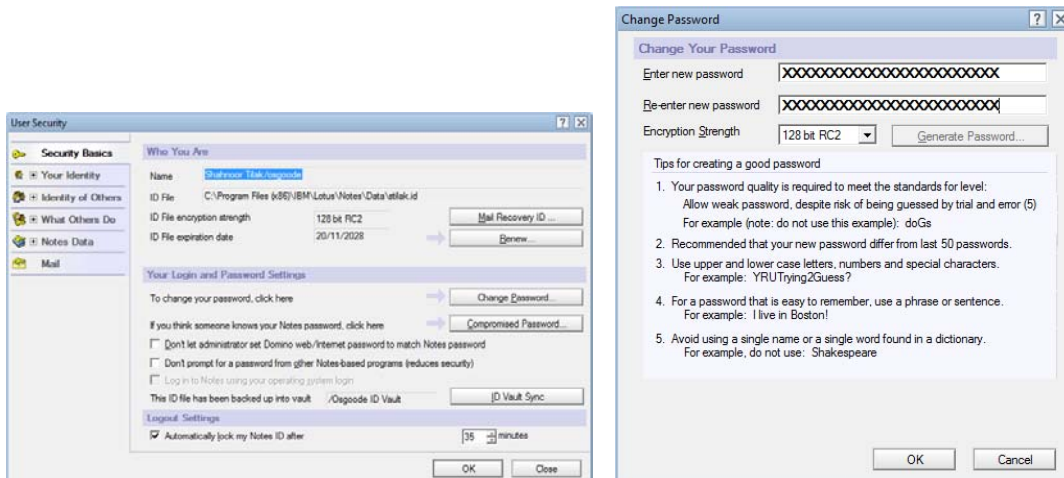 User Security
Security Basics
Your Identity
Identity of Others
What Others Do
Notes Data
Mail
Who You Are
Name Shahnoor Tilak/osgoode
ID File C:\Program Files (x86)\IBM\Lotus\Notes\Data\stilak.id
ID File encryption strength 128 bit RC2 Mail Recovery ID ...
ID File expiration date 20/11/2028 Renew...
Your Login and Password Settings
To change your password, click here Change Password...
If you think someone knows your Notes password, click here Compromised Password...
Don't let administrator set Domino web/Internet password to match Notes password
Don't prompt for a password from other Notes-based programs (reduces security)
Log in to Notes using your operating system login
This ID file has been backed up into vault /Osgoode ID Vault ID Vault Sync
Logout Settings
Automatically lock my Notes ID after 35 minutes
OK Close
Change Password
Change Your Password
Enter new password XXXXXXXXXXXXXXXXXXXXXXXX
Re-enter new password XXXXXXXXXXXXXXXXXXXXXXXX
Encryption Strength 128 bit RC2 Generate Password...
Tips for creating a good password
1. Your password quality is required to meet the standards for level:
Allow weak password, despite risk of being guessed by trial and error (5)
For example (note: do not use this example): doGs
2. Recommended that your new password differ from last 50 passwords.
3. Use upper and lower case letters, numbers and special characters.
For example: YRUTrying2Guess?
4. For a password that is easy to remember, use a phrase or sentence.
For example: I live in Boston!
5. Avoid using a single name or a single word found in a dictionary.
For example, do not use: Shakespeare
OK Cancel